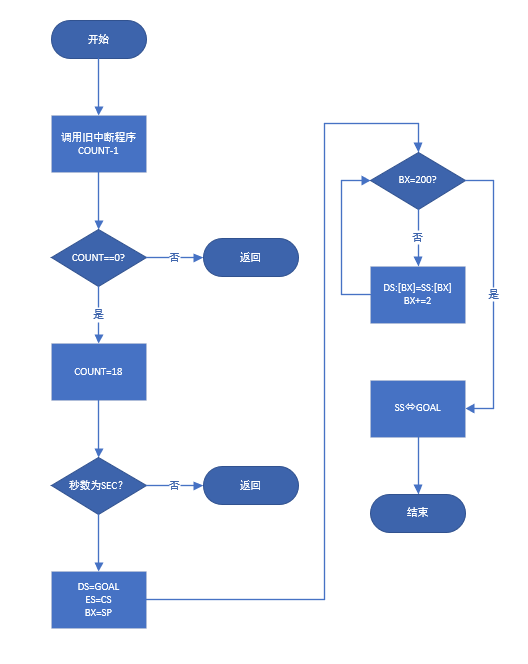 开始
调用旧中断程序
COUNT-1
COUNT==0?
否
返回
是
COUNT=18
秒数为SEC?
否
返回
DS=GOAL
ES=CS
BX=SP
BX=200?
否
DS:[BX]=SS:[BX]
BX+=2
是
SS⇔GOAL
结束